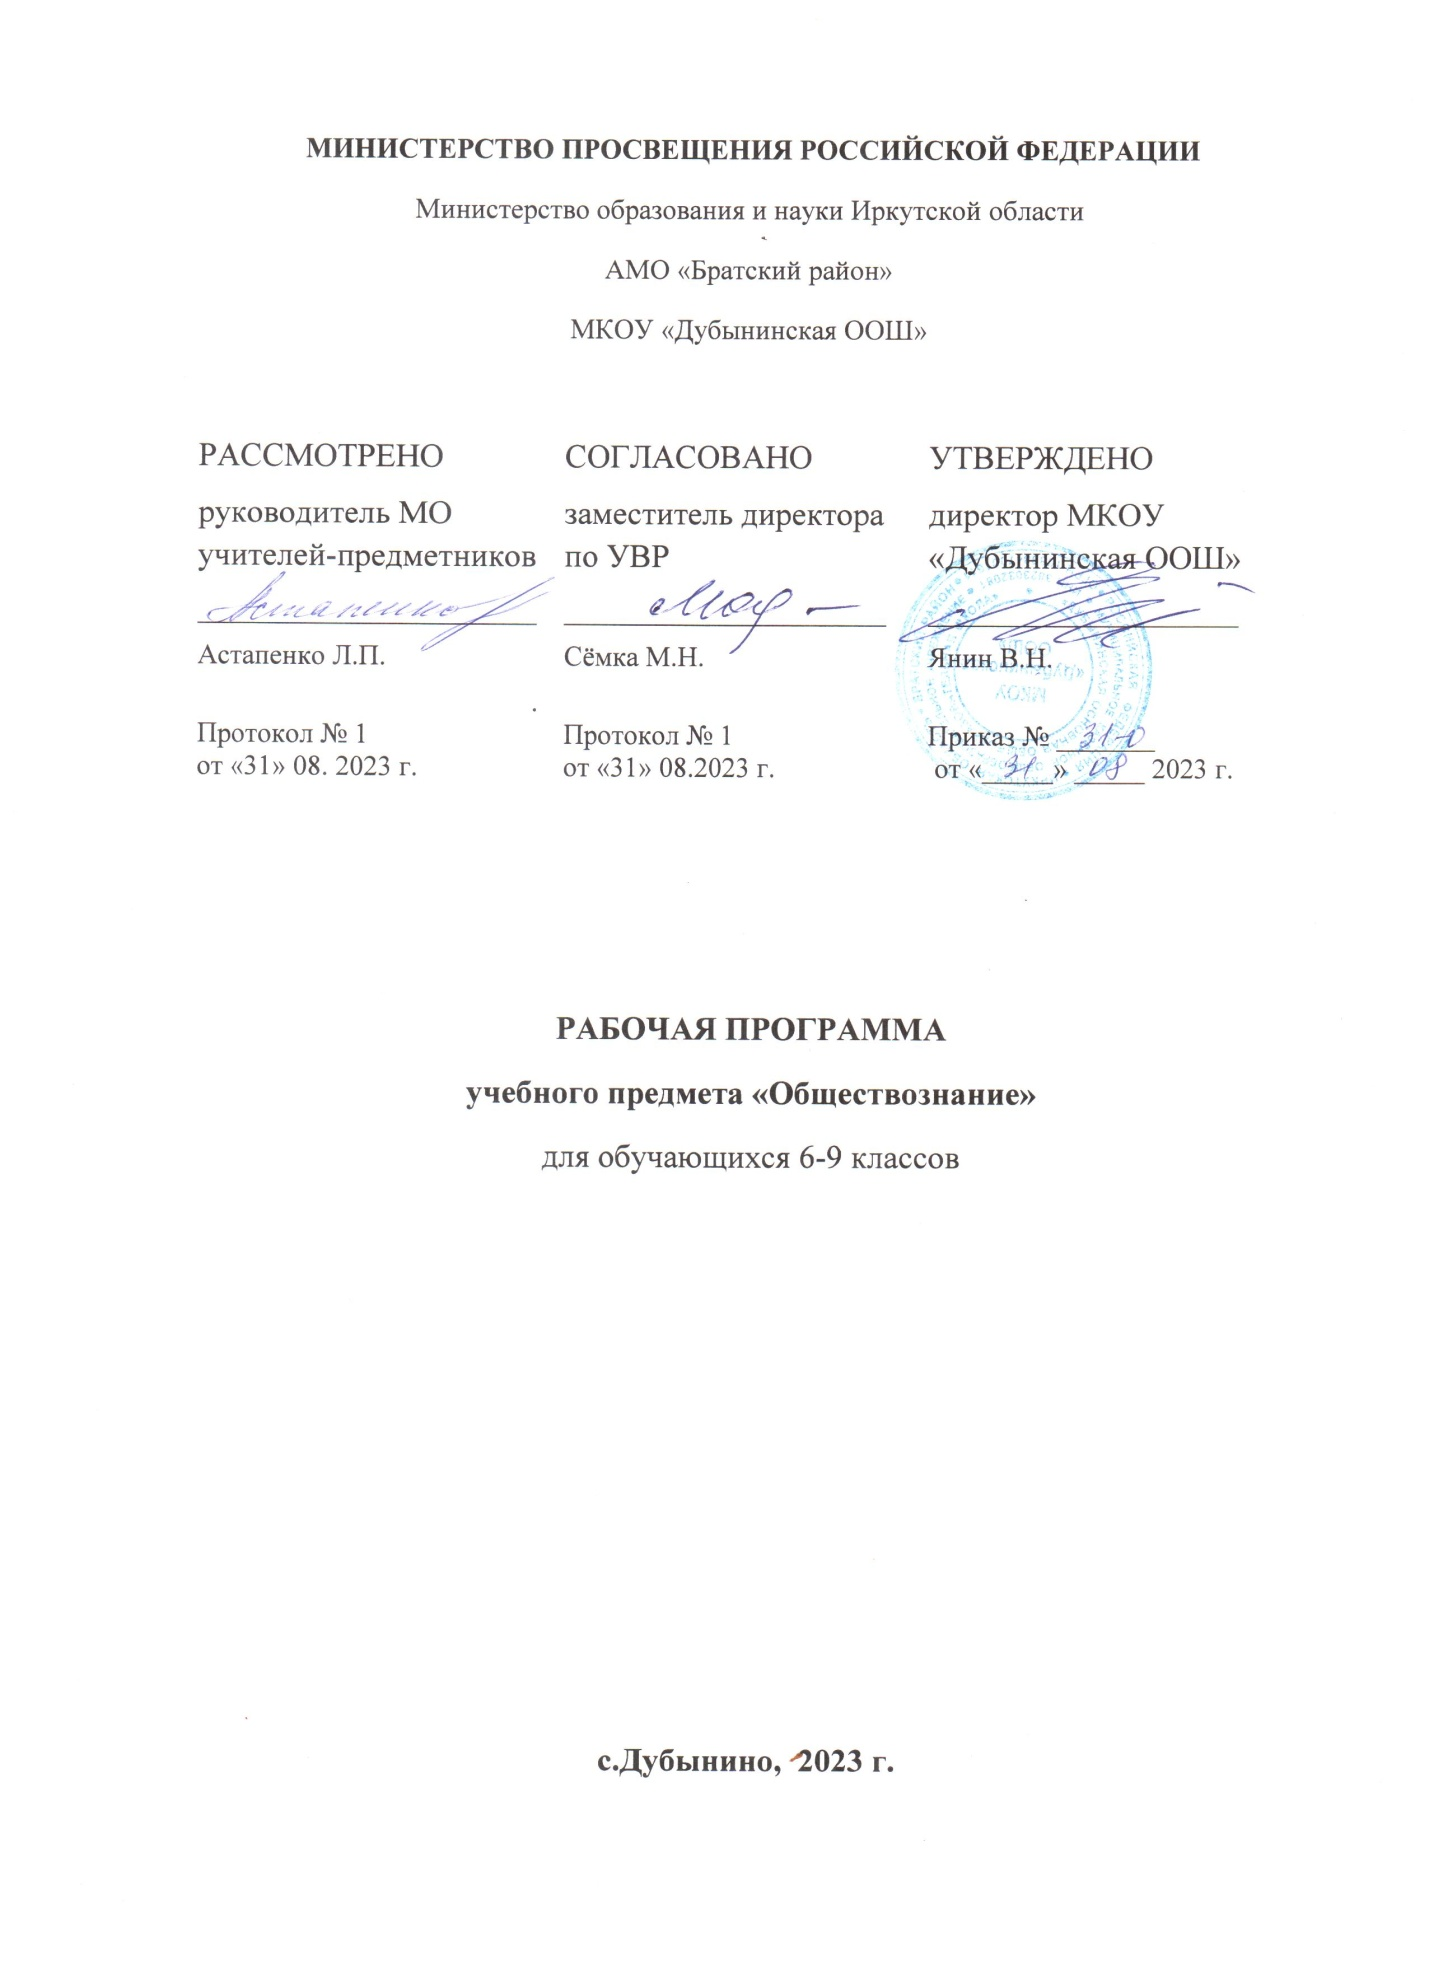 МИНИСТЕРСТВО ПРОСВЕЩЕНИЯ РОССИЙСКОЙ ФЕДЕРАЦИИ
Министерство образования и науки Иркутской области
АМО «Братский район»
МКОУ «Дубынинская ООШ»
РАССМОТРЕНО
руководитель МО
учителей-предметников
Астапенко
Астапенко Л.П.
Протокол № 1
от «31» 08. 2023 г.
СОГЛАСОВАНО
заместитель директора
по УВР
Сёмка М.Н.
Протокол № 1
от «31» 08.2023 г.
УТВЕРЖДЕНО
директор МКОУ
«Дубынинская ООШ»
Янин В.Н.
Приказ № 31-0
от «31» 08 2023 г.
РАБОЧАЯ ПРОГРАММА
учебного предмета «Обществознание»
для обучающихся 6-9 классов
с.Дубынино, 2023 г.